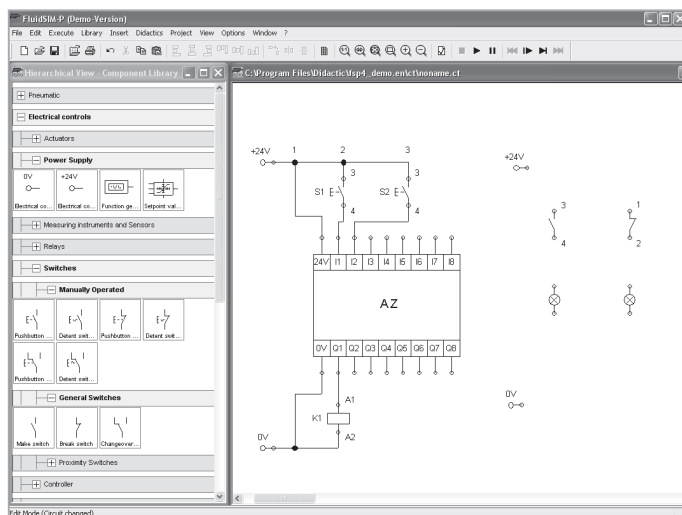 FluidSIM-P (Demo-Version)
File Edit Execute Library Insert Didactics Project View Options Window ?
Hierarchical View - Component Library
C:\Program Files\Didactic\fsp4_demo.en\ct\noname.ct
Pneumatic
Electrical controls
Actuators
Power Supply
0V
+24V
Electrical co...
Electrical co...
Function ge...
Setpoint val...
Measuring instruments and Sensors
Relays
Switches
Manually Operated
Pushbutton ...
Detent swit...
Pushbutton ...
Detent swit...
Pushbutton ...
Detent swit...
General Switches
Make switch
Break switch
Changeover...
Proximity Switches
Controller
+24V 1 2 3
3 3
S1 S2
4 4
24V I1 I2 I3 I4 I5 I6 I7 I8
AZ
0V Q1 Q2 Q3 Q4 Q5 Q6 Q7 Q8
A1
K1
A2
0V
+24V
3 1
4 2
0V
Edit Mode (Circuit changed)